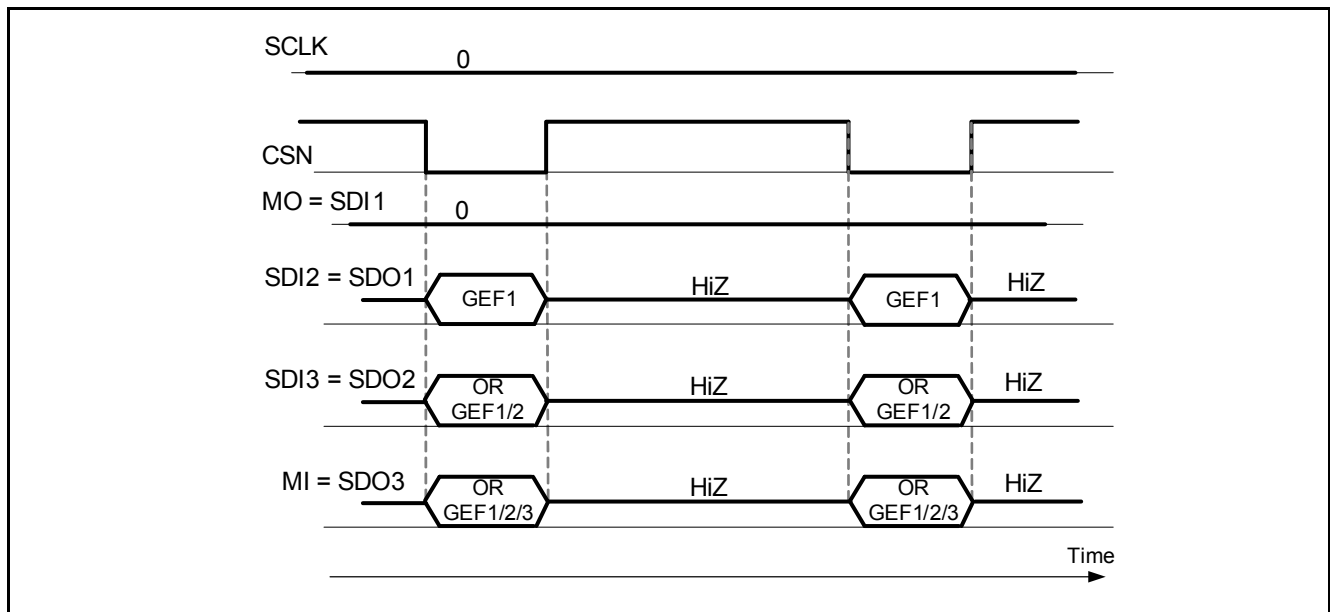 SCLK
0
CSN
MO = SDI1
0
SDI2 = SDO1
GEF1
HiZ
GEF1
HiZ
SDI3 = SDO2
OR
GEF1/2
HiZ
OR
GEF1/2
HiZ
MI = SDO3
OR
GEF1/2/3
HiZ
OR
GEF1/2/3
HiZ
Time